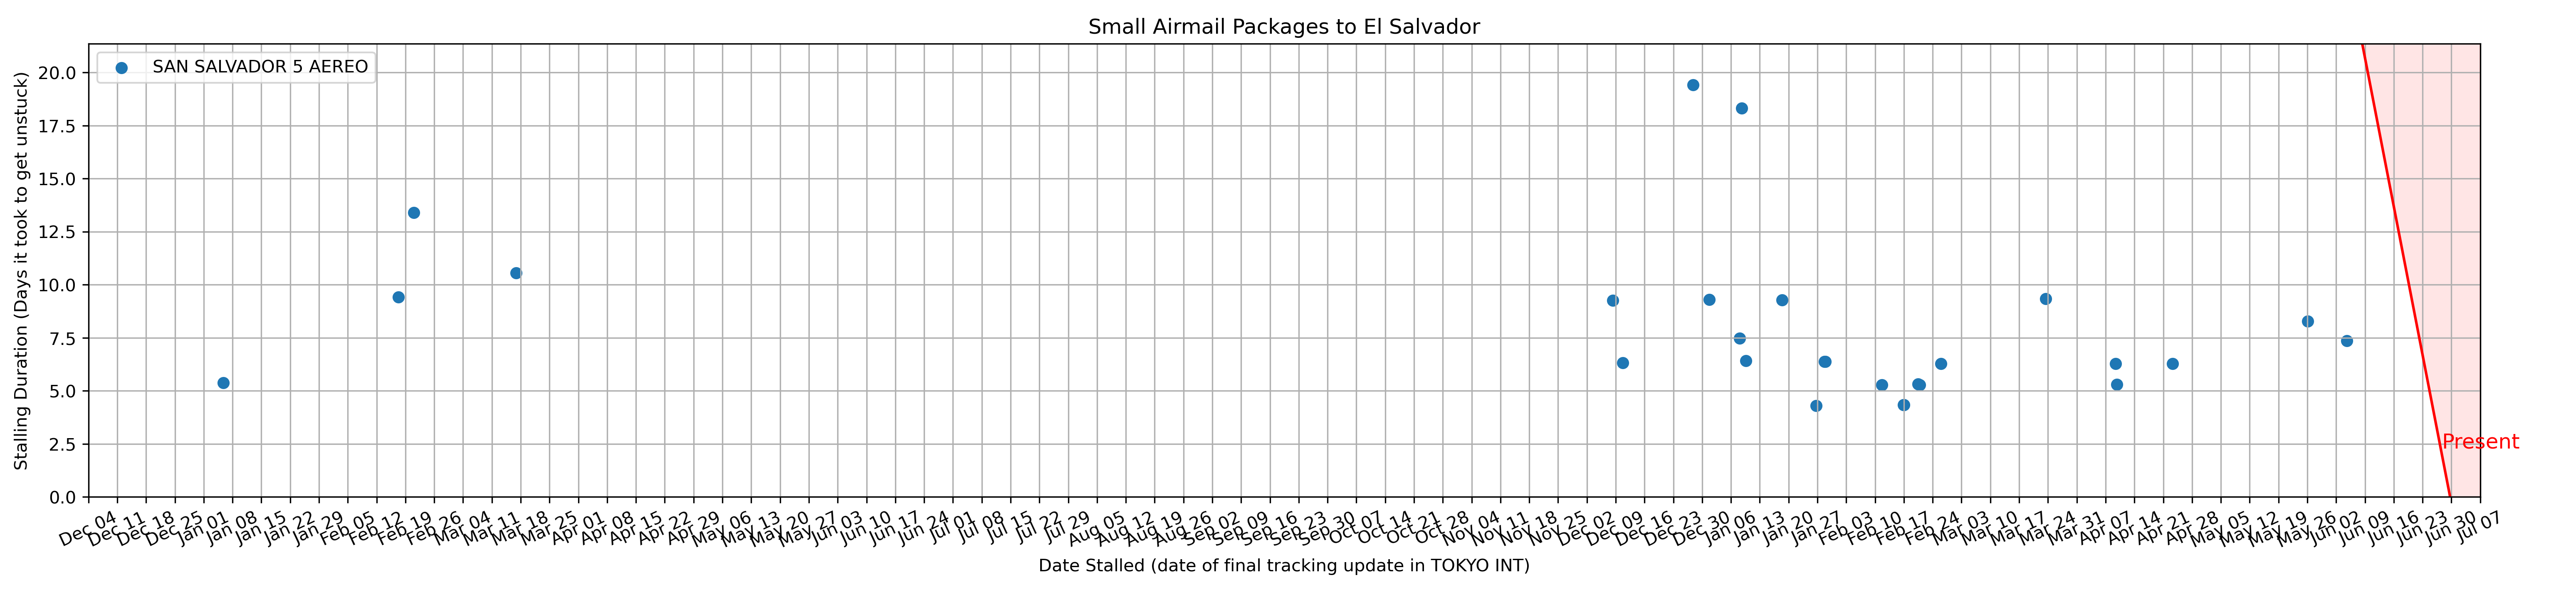 Small Airmail Packages to El Salvador
SAN SALVADOR 5 AEREO
Stalling Duration (Days it took to get unstuck)
20.0
17.5
15.0
12.5
10.0
7.5
5.0
2.5
0.0
Present
Dec 04 Dec 11 Dec 18 Dec 25 Jan 01 Jan 08 Jan 15 Jan 22 Jan 29 Feb 05 Feb 12 Feb 19 Feb 26 Mar 04 Mar 11 Mar 18 Mar 25 Apr 01 Apr 08 Apr 15 Apr 22 Apr 29 May 06 May 13 May 20 May 27 Jun 03 Jun 10 Jun 17 Jun 24 Jul 01 Jul 08 Jul 15 Jul 22 Jul 29 Aug 05 Aug 12 Aug 19 Aug 26 Sep 02 Sep 09 Sep 16 Sep 23 Sep 30 Oct 07 Oct 14 Oct 21 Oct 28 Nov 04 Nov 11 Nov 18 Nov 25 Dec 02 Dec 09 Dec 16 Dec 23 Dec 30 Jan 06 Jan 13 Jan 20 Jan 27 Feb 03 Feb 10 Feb 17 Feb 24 Mar 03 Mar 10 Mar 17 Mar 24 Mar 31 Apr 07 Apr 14 Apr 21 Apr 28 May 05 May 12 May 19 May 26 Jun 02 Jun 09 Jun 16 Jun 23 Jun 30 Jul 07
Date Stalled (date of final tracking update in TOKYO INT)